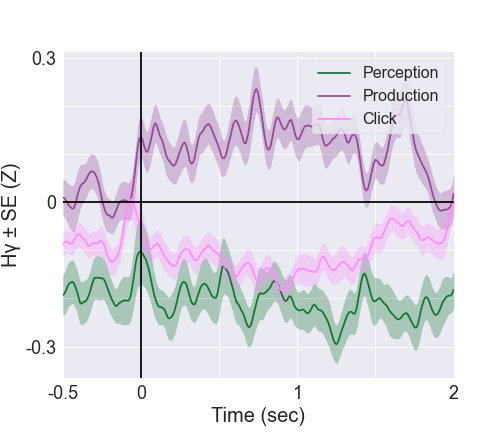 0.3
Perception
Production
Click
0
Hγ ± SE (Z)
-0.3
-0.5 0 1 2
Time (sec)